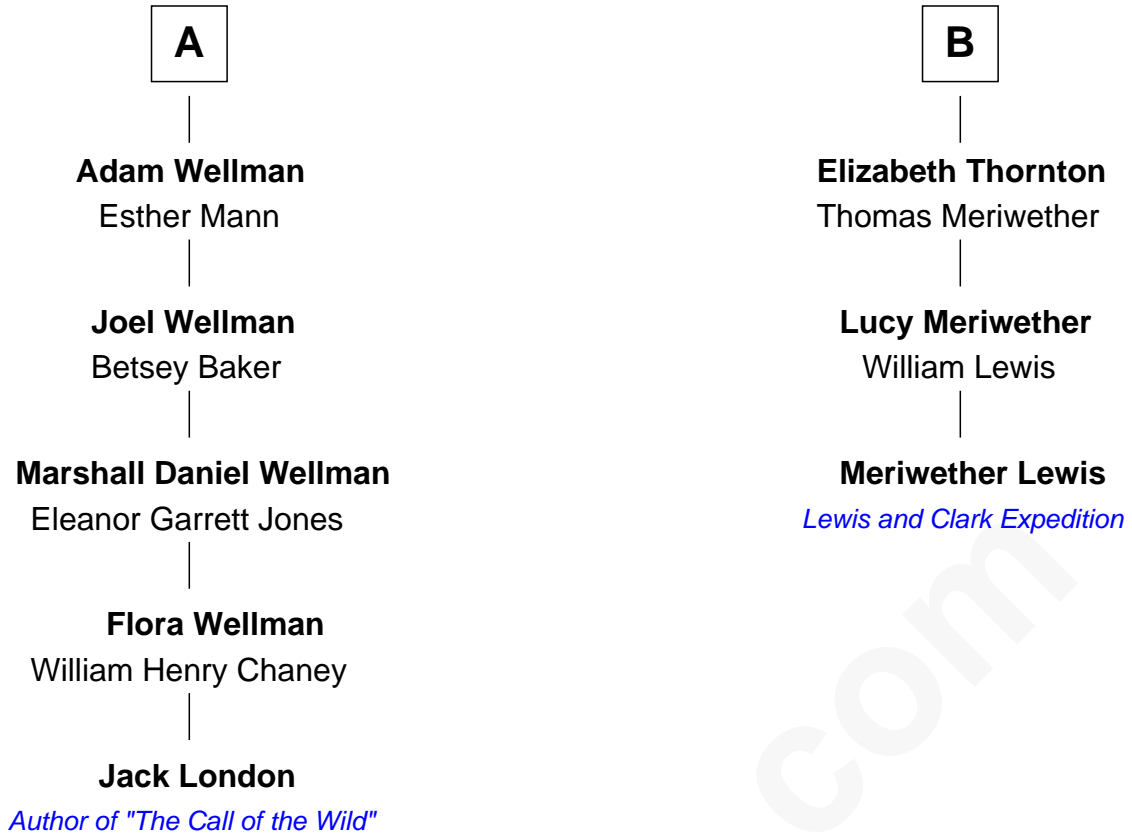 A
Adam Wellman
Esther Mann
Joel Wellman
Betsey Baker
Marshall Daniel Wellman
Eleanor Garrett Jones
Flora Wellman
William Henry Chaney
Jack London
Author of "The Call of the Wild"
B
Elizabeth Thornton
Thomas Meriwether
Lucy Meriwether
William Lewis
Meriwether Lewis
Lewis and Clark Expedition
com